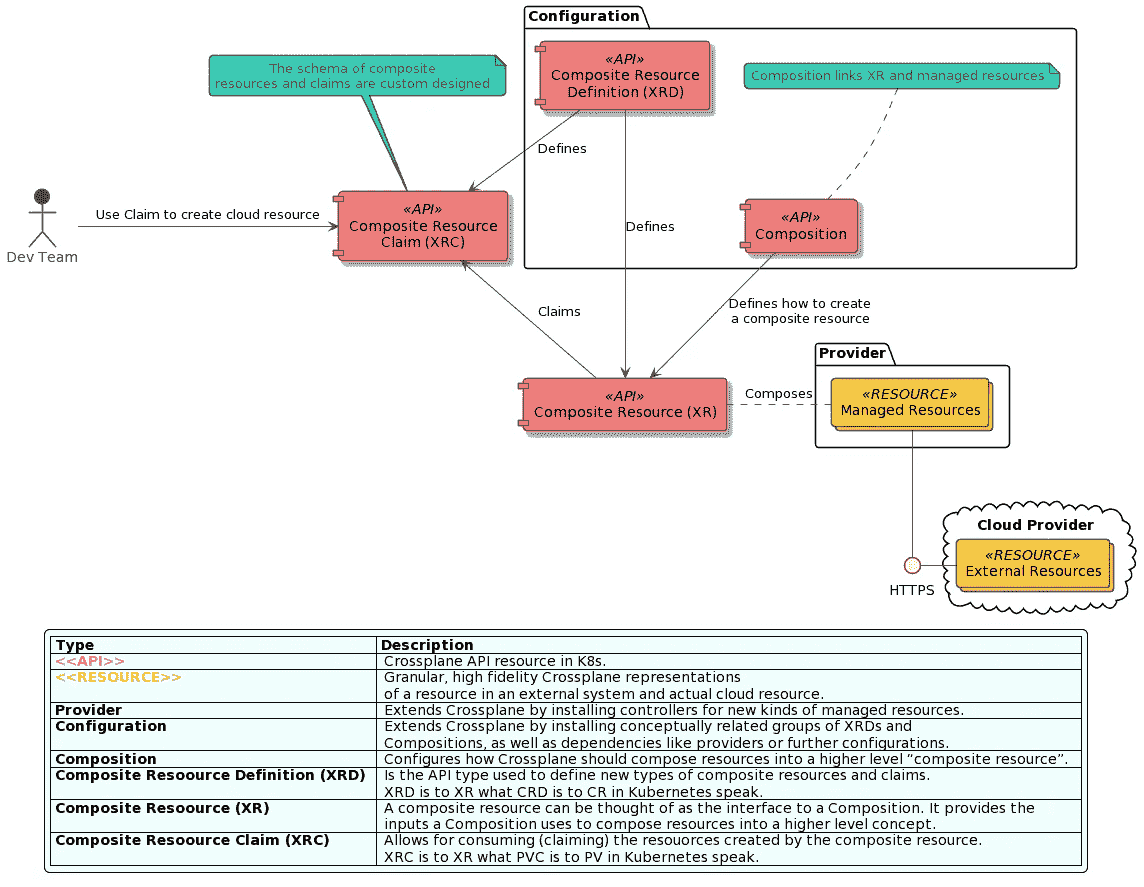 Configuration
The schema of composite
resources and claims are custom designed
«API»
Composite Resource
Definition (XRD)
Composition links XR and managed resources
Defines
Dev Team
Use Claim to create cloud resource
«API»
Composite Resource
Claim (XRC)
Defines
«API»
Composition
Claims
Defines how to create
a composite resource
Provider
«API»
Composite Resource (XR)
Composes
«RESOURCE»
Managed Resources
Cloud Provider
«RESOURCE»
External Resources
HTTPS
Type Description
<<API>> Crossplane API resource in K8s.
<<RESOURCE>> Granular, high fidelity Crossplane representations
of a resource in an external system and actual cloud resource.
Provider Extends Crossplane by installing controllers for new kinds of managed resources.
Configuration Extends Crossplane by installing conceptually related groups of XRDs and
Compositions, as well as dependencies like providers or further configurations.
Composition Configures how Crossplane should compose resources into a higher level “composite resource”.
Composite Resoource Definition (XRD) Is the API type used to define new types of composite resources and claims.
XRD is to XR what CRD is to CR in Kubernetes speak.
Composite Resoource (XR) A composite resource can be thought of as the interface to a Composition. It provides the
inputs a Composition uses to compose resources into a higher level concept.
Composite Resoource Claim (XRC) Allows for consuming (claiming) the resoources created by the composite resource.
XRC is to XR what PVC is to PV in Kubernetes speak.